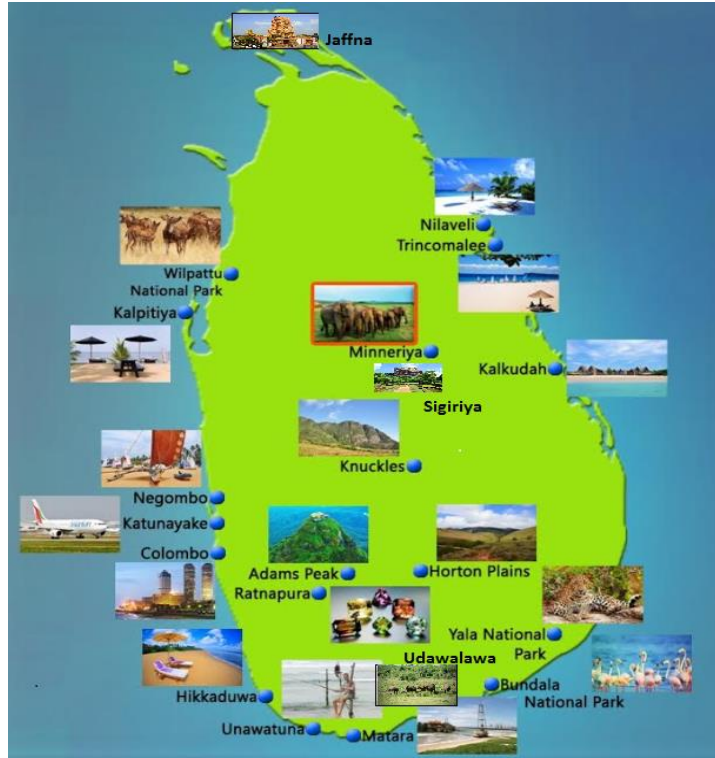 Jaffna
Nilaveli
Trincomalee
Wilpattu
National Park
Kalpitiya
Minneriya
Kalkudah
Sigiriya
Knuckles
Negombo
Katunayake
Colombo
Adams Peak
Horton Plains
Ratnapura
Yala National
Park
Udawalawa
Bundala
National Park
Hikkaduwa
Unawatuna
Matara